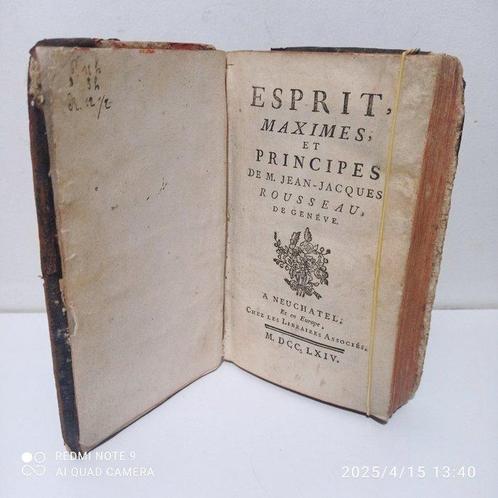 ESPRIT,
MAXIMES,
ET
PRINCIPES
DE M. JEAN-JACQUES
ROUSSEAU,
DE GENÉVE.
A NEUCHATEL;
Et en Europe,
CHEZ LES LIBRAIRES ASSOCIÉS.
M. DCC. LXIV.
REDMI NOTE 9
AI QUAD CAMERA
2025/4/15 13:40